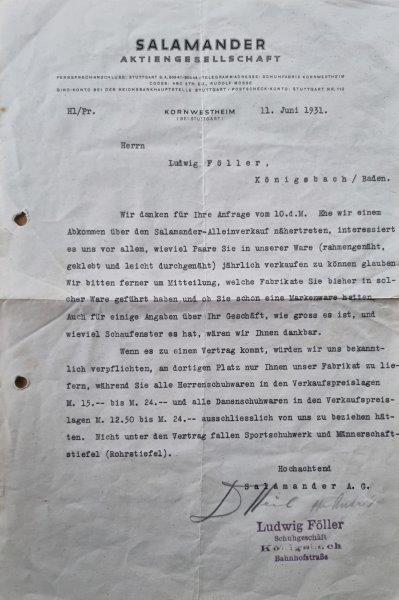 SALAMANDER
AKTIENGESELLSCHAFT
Hl/Pr.
KORNWESTHEIM
(BEI STUTTGART)
11. Juni 1931.
Herrn
Ludwig Föller,
Königsbach/Baden.
Wir danken für Ihre Anfrage vom 10.d.M. Ehe wir einem
Abkommen über den Salamander-Alleinverkauf nähertreten, interessiert
es uns vor allem, wieviel Paare Sie in unserer Ware (rahmengenäht,
geklebt und leicht durchgenäht) jährlich verkaufen zu können glauben.
Wir bitten ferner um Mitteilung, welche Fabrikate Sie bisher in sol-
cher Ware geführt haben und ob Sie schon eine Markenware hatten.
Auch für einige Angaben über Ihr Geschäft, wie gross es ist, und
wieviel Schaufenster es hat, wären wir Ihnen dankbar.
Wenn es zu einem Vertrag kommt, würden wir uns bekannt-
lich verpflichten, am dortigen Platz nur Ihnen unser Fabrikat zu lie-
fern, während Sie alle Herrenschuhwaren in den Verkaufspreislagen
M. 15.-- bis M. 24.-- und alle Damenschuhwaren in den Verkaufspreis-
lagen M. 12.50 bis M. 24.-- ausschliesslich von uns zu beziehen hät-
ten. Nicht unter den Vertrag fallen Sportschuhwerk und Männerschaft-
stiefel (Rohrstiefel).
Hochachtend
Salamander A.G.
Ludwig Föller
Schuhgeschäft
Königsbach
Bahnhofstraße